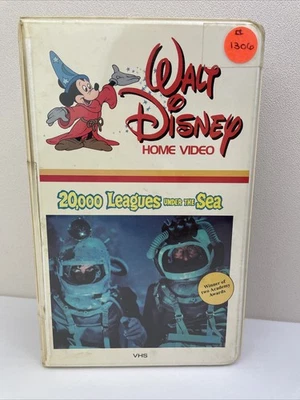 a
1306
WALT
DISNEY
HOME VIDEO
20,000 LEAGUES UNDER THE SEA
Winner of
two Academy
Awards
VHS